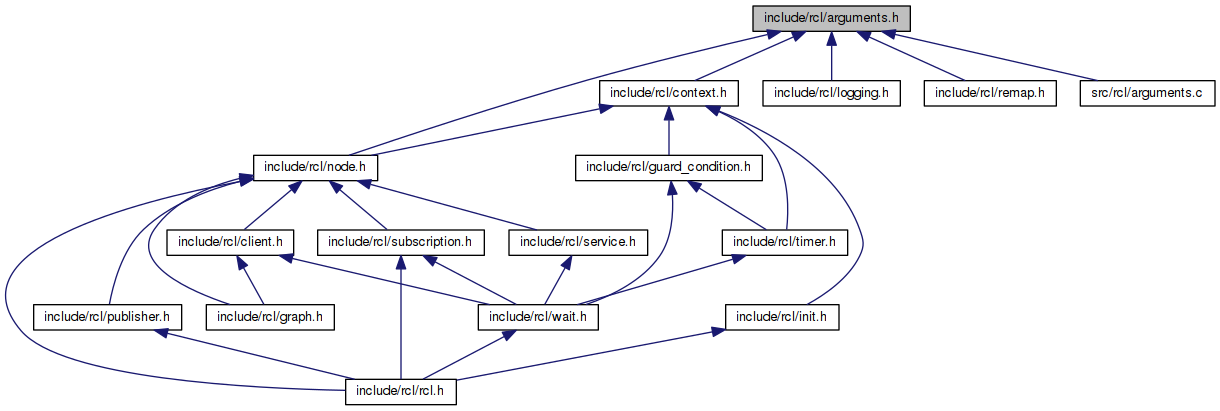 include/rcl/arguments.h
include/rcl/context.h
include/rcl/logging.h
include/rcl/remap.h
src/rcl/arguments.c
include/rcl/node.h
include/rcl/guard_condition.h
include/rcl/client.h
include/rcl/subscription.h
include/rcl/service.h
include/rcl/timer.h
include/rcl/publisher.h
include/rcl/graph.h
include/rcl/wait.h
include/rcl/init.h
include/rcl/rcl.h